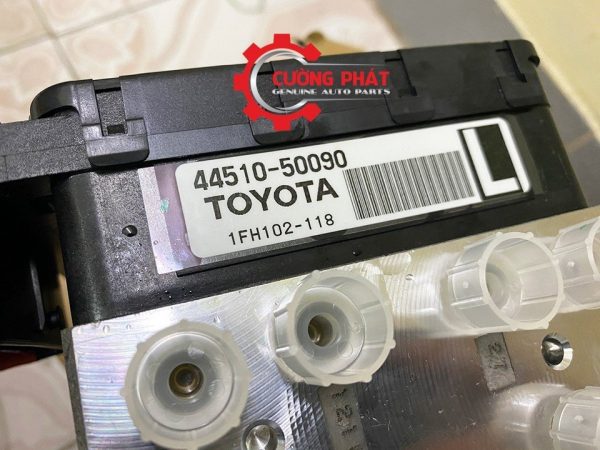 CƯỜNG PHÁT
GENUINE AUTO PARTS
44510-50090
TOYOTA
1FH102-118
L